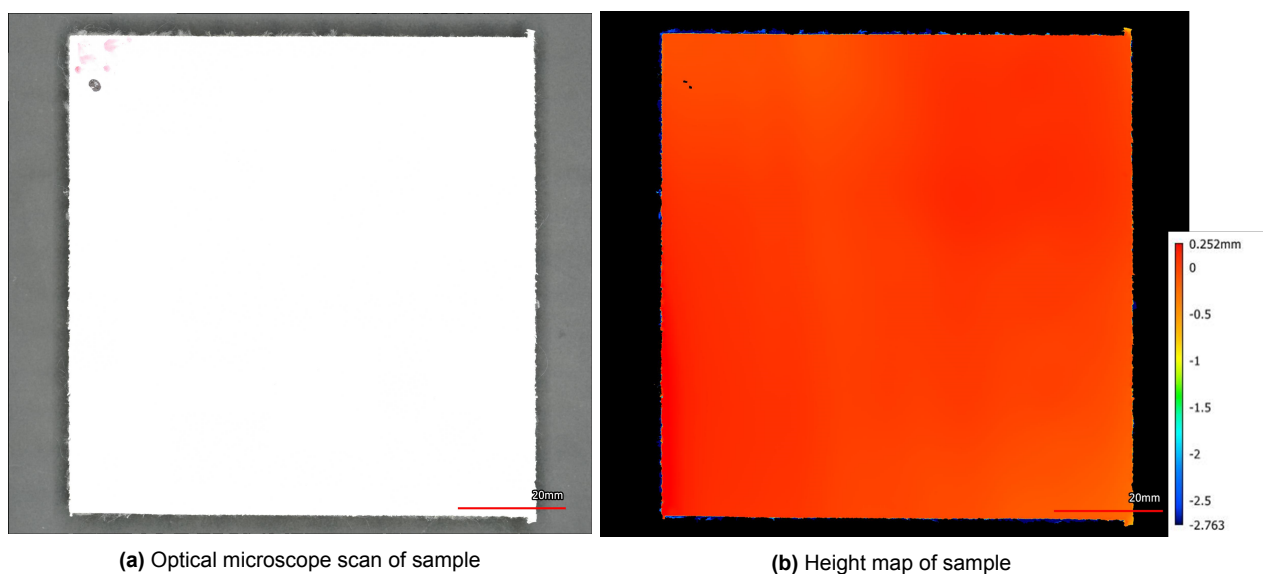 20mm
20mm
0.252mm
0
-0.5
-1
-1.5
-2
-2.5
-2.763
(a) Optical microscope scan of sample
(b) Height map of sample